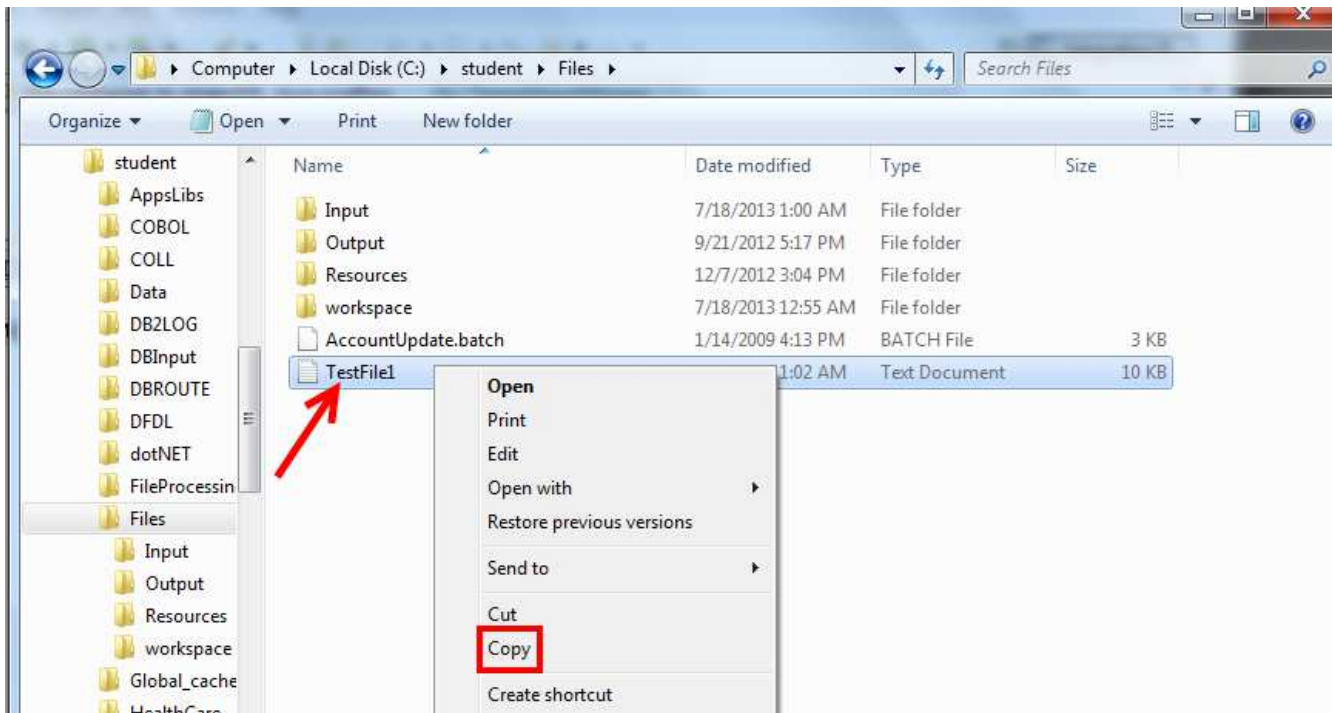 Computer Local Disk (C:) student Files Search Files
Organize Open Print New folder
student
AppsLibs
COBOL
COLL
Data
DB2LOG
DBInput
DBROUTE
DFDL
dotNET
FileProcessin
Files
Input
Output
Resources
workspace
Global_cache
HealthCare
Name Date modified Type Size
Input 7/18/2013 1:00 AM File folder
Output 9/21/2012 5:17 PM File folder
Resources 12/7/2012 3:04 PM File folder
workspace 7/18/2013 12:55 AM File folder
AccountUpdate.batch 1/14/2009 4:13 PM BATCH File 3 KB
TestFile1 1:02 AM Text Document 10 KB
Open
Print
Edit
Open with
Restore previous versions
Send to
Cut
Copy
Create shortcut